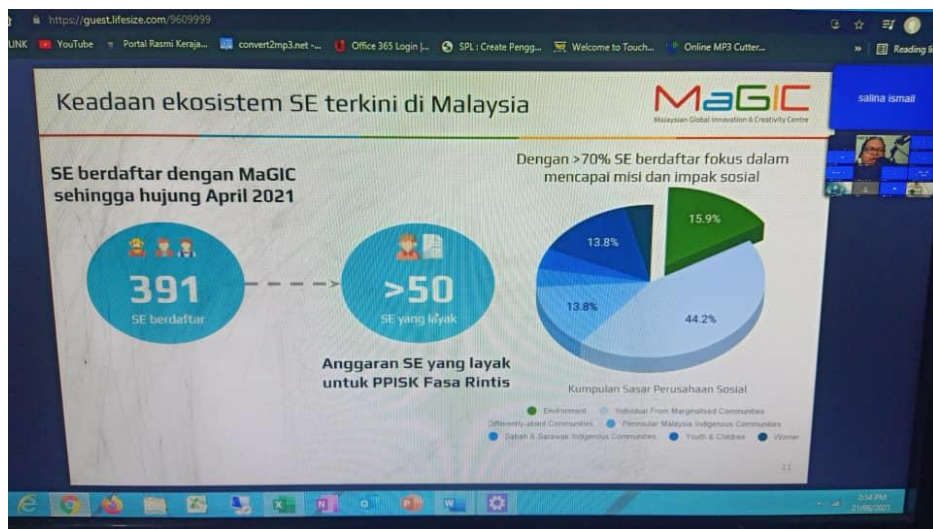 https://guest.lifesize.com/9609999
LINK YouTube Portal Rasmi Keraja... convert2mp3.net -... Office 365 Login |... SPL : Create Pengg... Welcome to Touch... Online MP3 Cutter... » Reading li
Keadaan ekosistem SE terkini di Malaysia
MaGIC
Malaysian Global Innovation & Creativity Centre
salina ismail
SE berdaftar dengan MaGIC
sehingga hujung April 2021
391
SE berdaftar
>50
SE yang layak
Anggaran SE yang layak
untuk PPISK Fasa Rintis
Dengan >70% SE berdaftar fokus dalam
mencapai misi dan impak sosial
15.9%
13.8%
13.8%
44.2%
Kumpulan Sasar Perusahaan Sosial
Environment Individual From Marginalised Communities
Differently-abled Communities Peninsular Malaysia Indigenous Communities
Sabah & Sarawak Indigenous Communities Youth & Children Women
11
2:34 PM